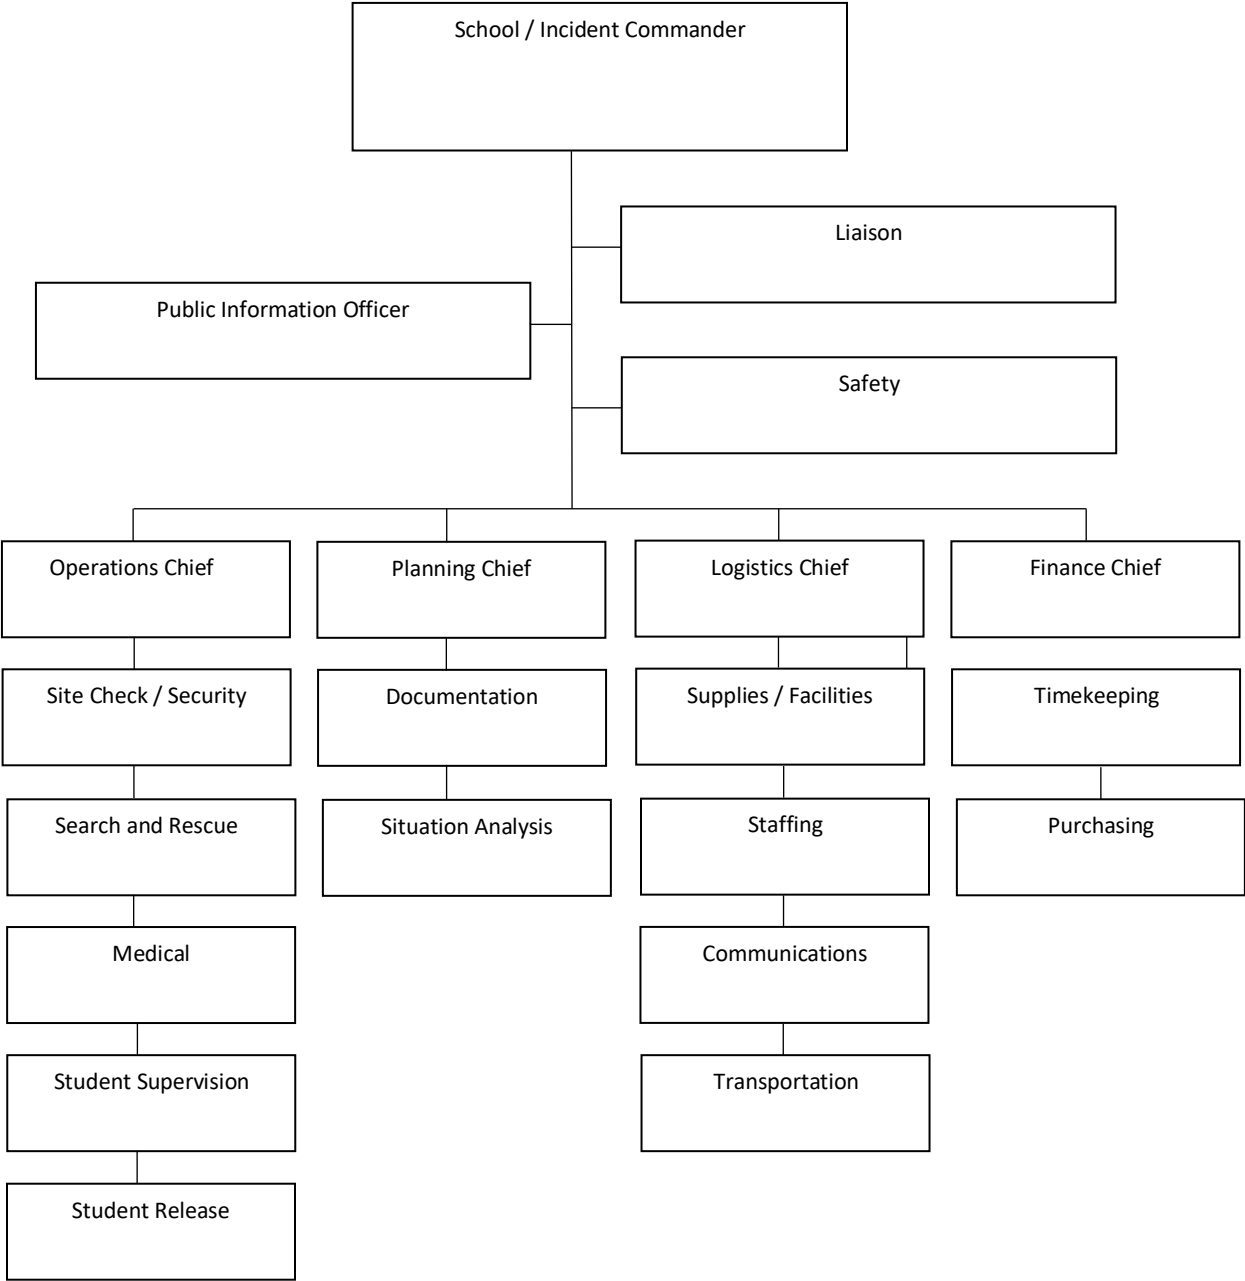 School / Incident Commander
Liaison
Public Information Officer
Safety
Operations Chief
Planning Chief
Logistics Chief
Finance Chief
Site Check / Security
Documentation
Supplies / Facilities
Timekeeping
Search and Rescue
Situation Analysis
Staffing
Purchasing
Medical
Communications
Student Supervision
Transportation
Student Release